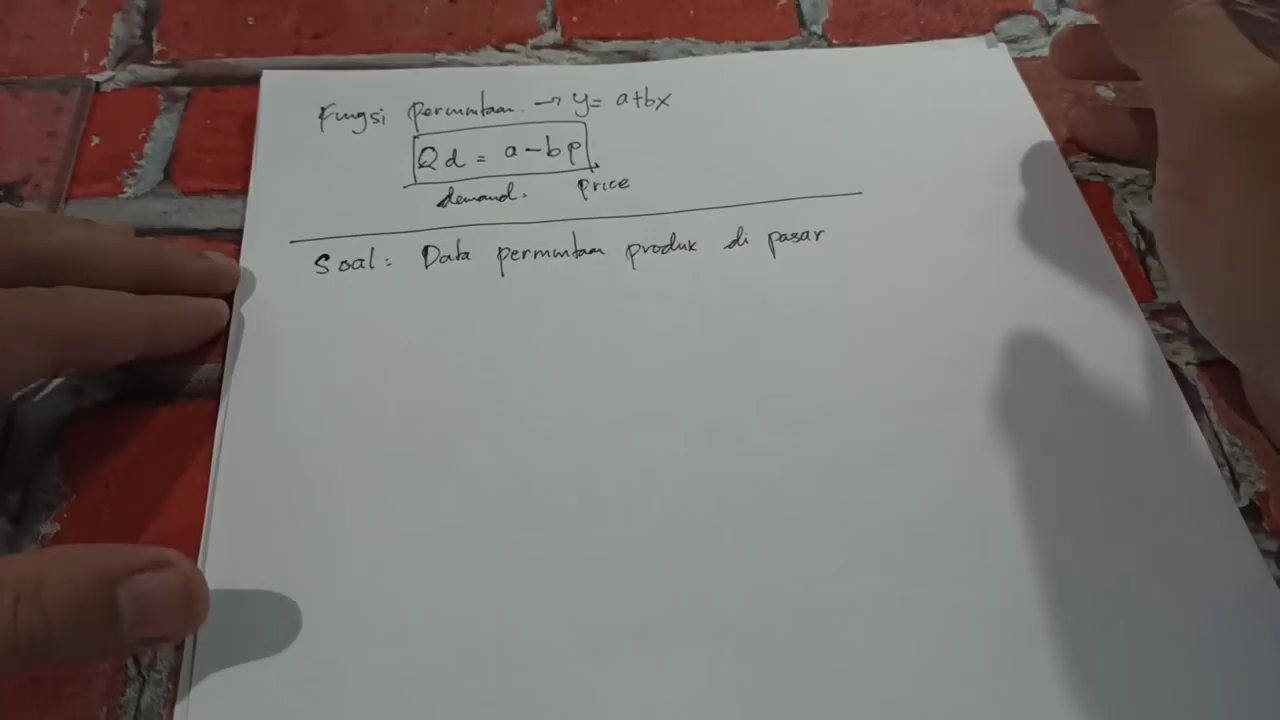 Fungsi permintaan → y = a+bx
Qd = a - bp
demand. price
Soal: Data permintaan produk di pasar